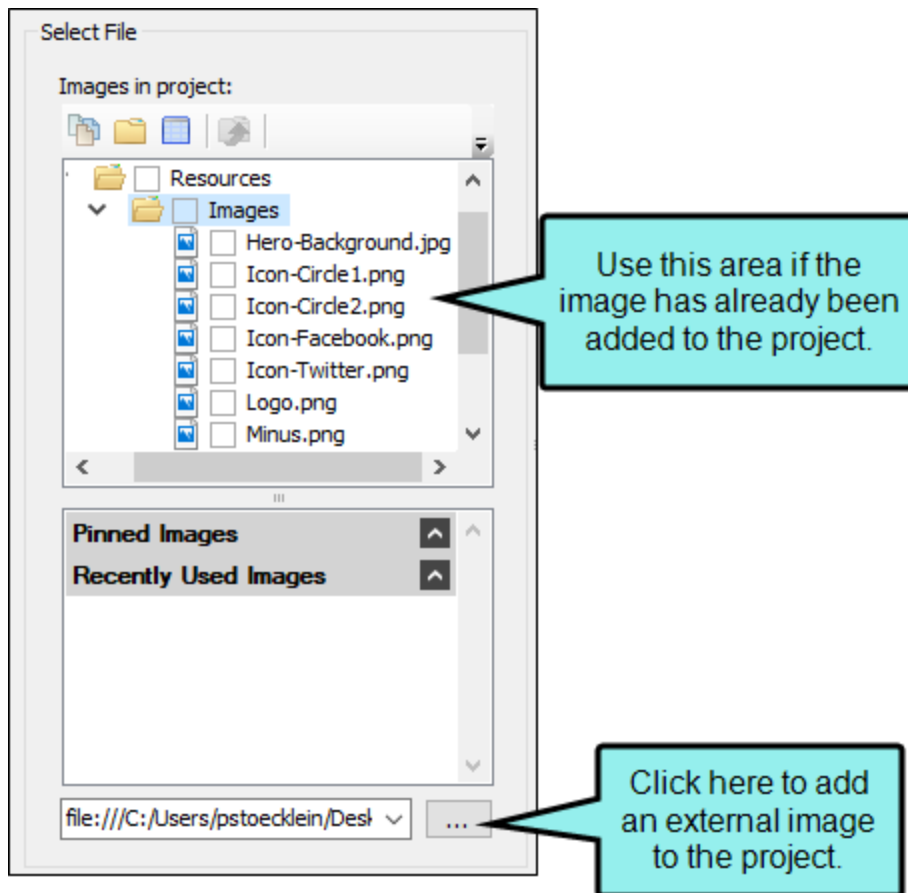 Select File
Images in project:
Resources
Images
Hero-Background.jpg
Icon-Circle1.png
Icon-Circle2.png
Icon-Facebook.png
Icon-Twitter.png
Logo.png
Minus.png
Use this area if the
image has already been
added to the project.
Pinned Images
Recently Used Images
file:///C:/Users/pstoecklein/Desk
...
Click here to add
an external image
to the project.